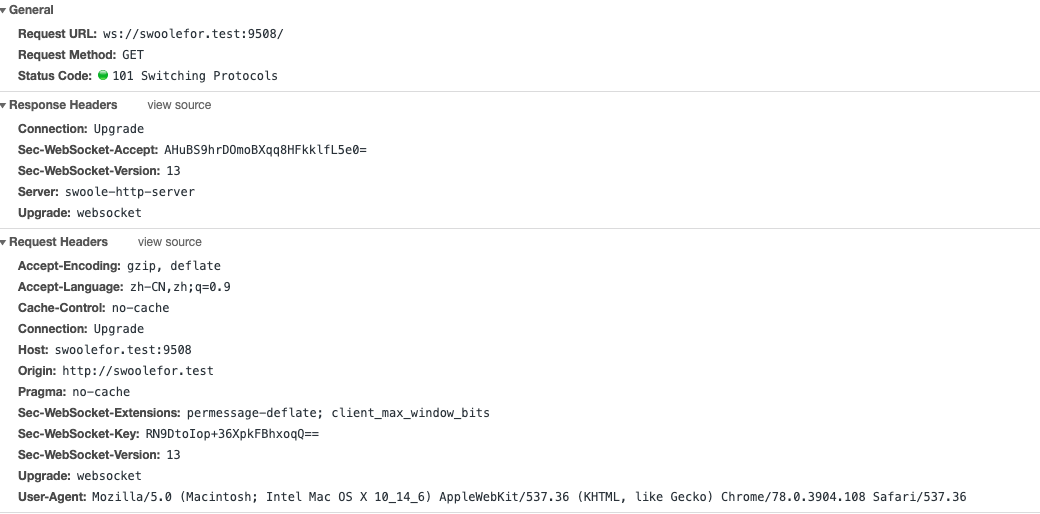 General
Request URL: ws://swoolefor.test:9508/
Request Method: GET
Status Code: 101 Switching Protocols
Response Headers view source
Connection: Upgrade
Sec-WebSocket-Accept: AHuBS9hrDOmoBXqq8HFkklfL5e0=
Sec-WebSocket-Version: 13
Server: swoole-http-server
Upgrade: websocket
Request Headers view source
Accept-Encoding: gzip, deflate
Accept-Language: zh-CN,zh;q=0.9
Cache-Control: no-cache
Connection: Upgrade
Host: swoolefor.test:9508
Origin: http://swoolefor.test
Pragma: no-cache
Sec-WebSocket-Extensions: permessage-deflate; client_max_window_bits
Sec-WebSocket-Key: RN9DtoIop+36XpkFBhxoqQ==
Sec-WebSocket-Version: 13
Upgrade: websocket
User-Agent: Mozilla/5.0 (Macintosh; Intel Mac OS X 10_14_6) AppleWebKit/537.36 (KHTML, like Gecko) Chrome/78.0.3904.108 Safari/537.36